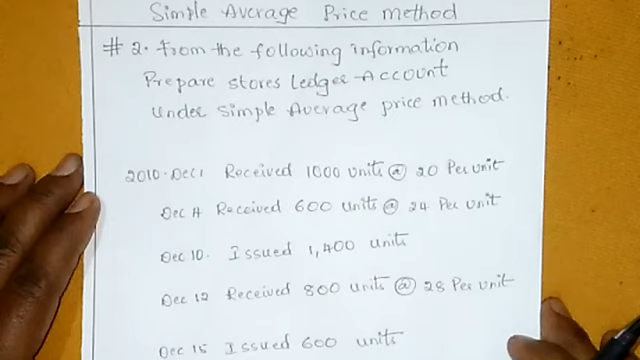 Simple Average Price method
# 2. From the following information
Prepare stores Ledger Account
Under Simple Average price method.
2010. Dec 1 Received 1000 units @ 20 Per unit
Dec 4 Received 600 units @ 24 Per unit
Dec 10. Issued 1,400 units
Dec 12 Received 800 units @ 28 Per unit
Dec 15 Issued 600 units